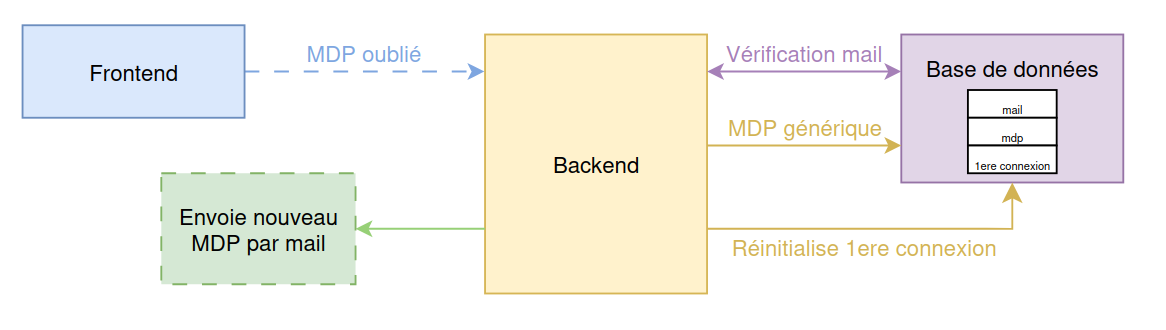 Frontend
MDP oublié
Backend
Vérification mail
Base de données
mail
mdp
1ere connexion
MDP générique
Envoie nouveau
MDP par mail
Réinitialise 1ere connexion